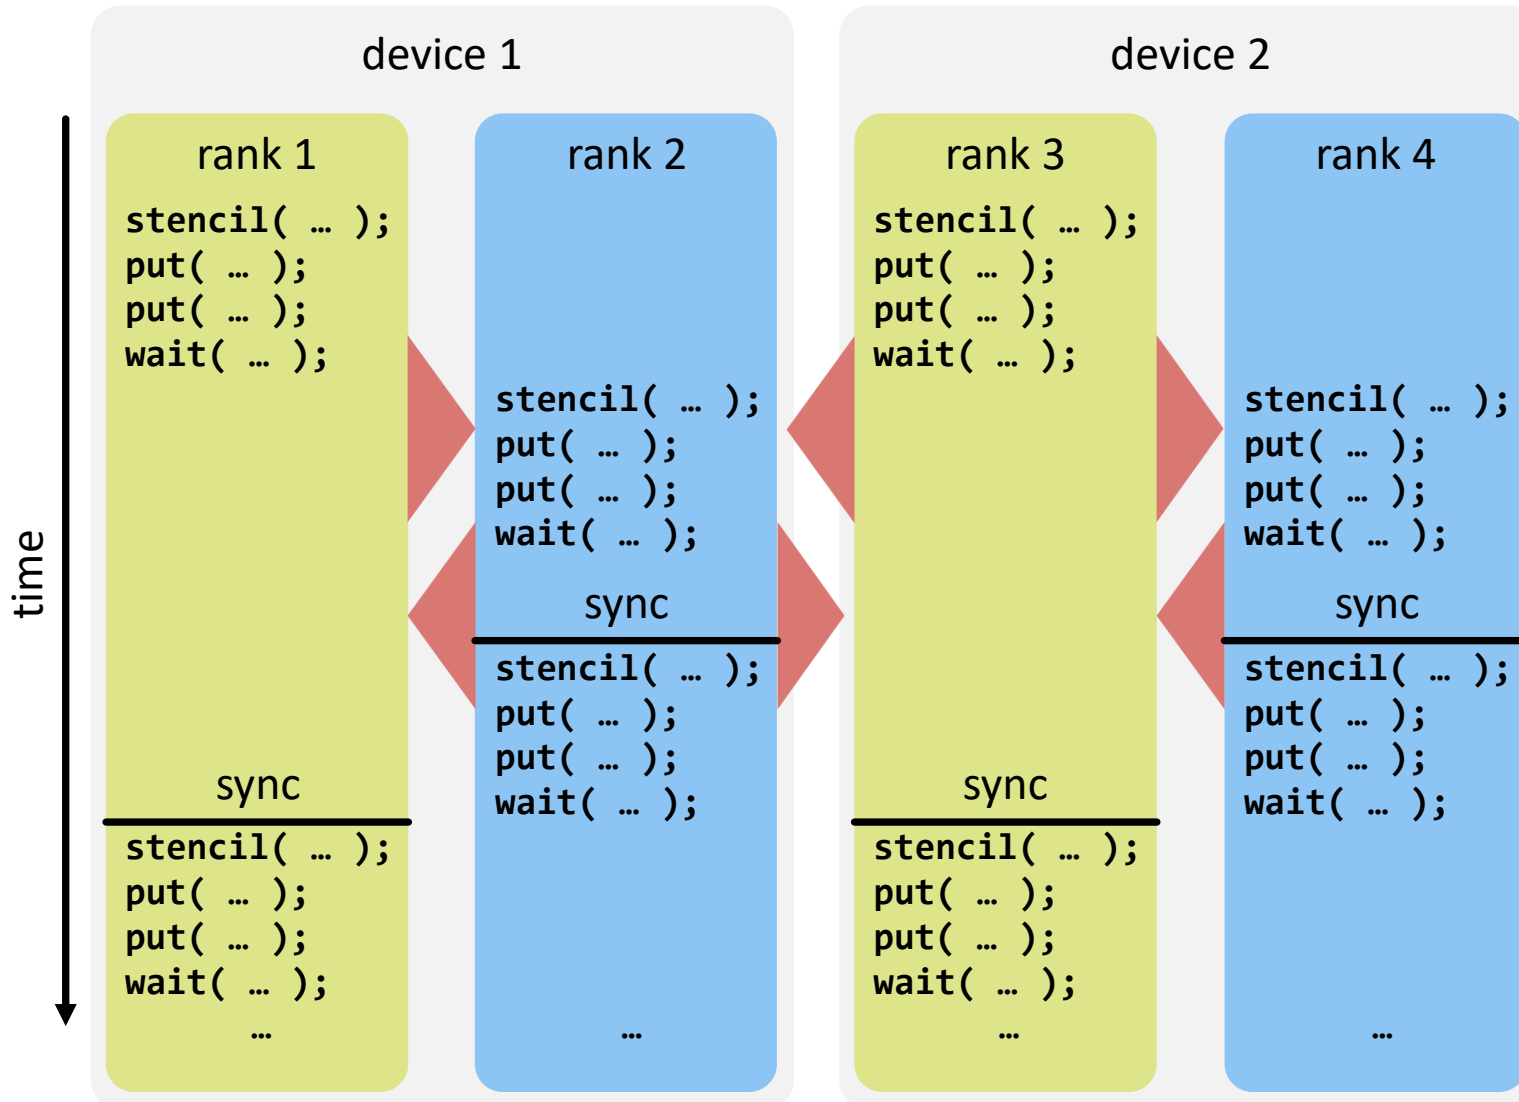 device 1
device 2
time
rank 1
stencil( … );
put( … );
put( … );
wait( … );
sync
stencil( … );
put( … );
put( … );
wait( … );
…
rank 2
stencil( … );
put( … );
put( … );
wait( … );
sync
stencil( … );
put( … );
put( … );
wait( … );
…
rank 3
stencil( … );
put( … );
put( … );
wait( … );
sync
stencil( … );
put( … );
put( … );
wait( … );
…
rank 4
stencil( … );
put( … );
put( … );
wait( … );
sync
stencil( … );
put( … );
put( … );
wait( … );
…